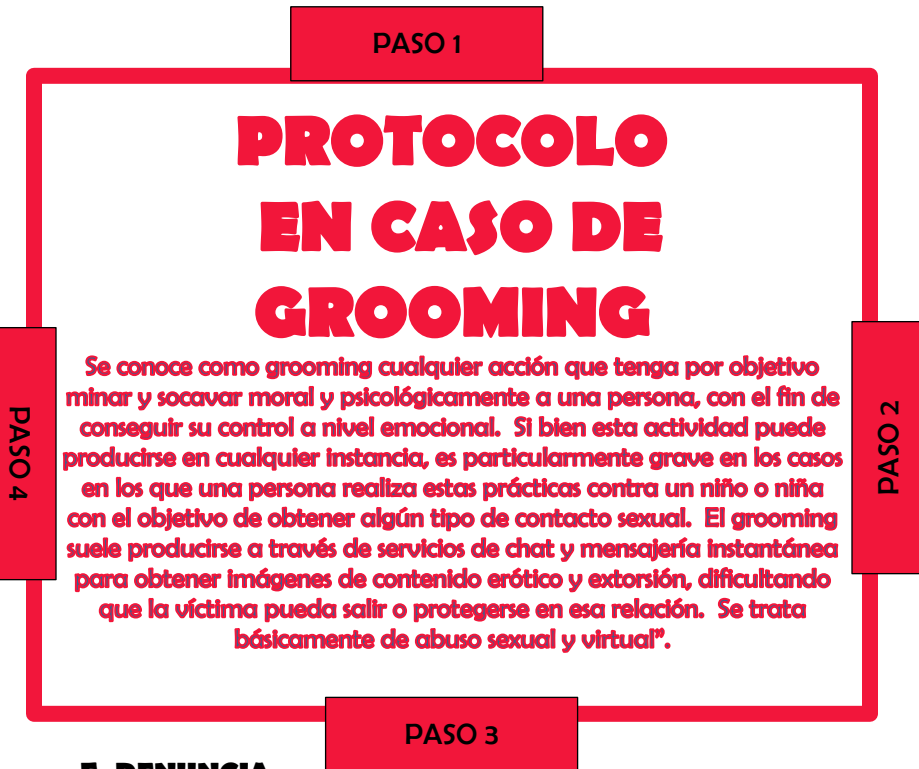 PASO 1
PROTOCOLO
EN CASO DE
GROOMING
Se conoce como grooming cualquier acción que tenga por objetivo
minar y socavar moral y psicológicamente a una persona, con el fin de
conseguir su control a nivel emocional. Si bien esta actividad puede
producirse en cualquier instancia, es particularmente grave en los casos
en los que una persona realiza estas prácticas contra un niño o niña
con el objetivo de obtener algún tipo de contacto sexual. El grooming
suele producirse a través de servicios de chat y mensajería instantánea
para obtener imágenes de contenido erótico y extorsión, dificultando
que la víctima pueda salir o protegerse en esa relación. Se trata
básicamente de abuso sexual y virtual”.
PASO 2
PASO 3
PASO 4
DENUNCIA